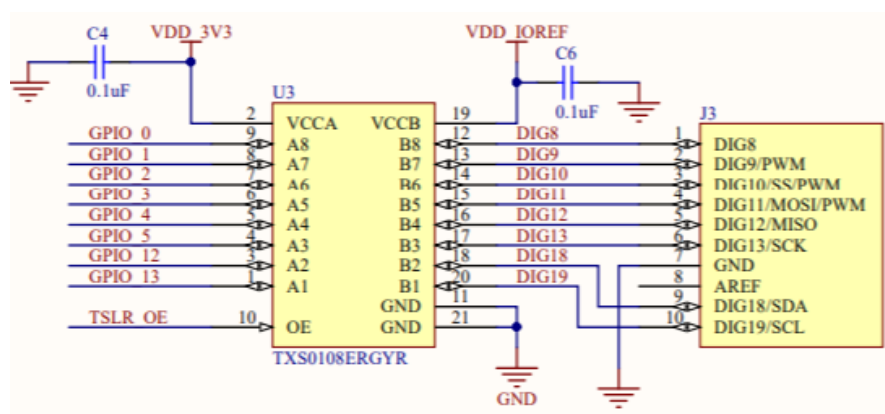 C4 VDD_3V3 VDD_IOREF
C6
0.1uF U3 0.1uF
J3
2 VCCA VCCB 19
GPIO_0 9 A8 B8 12 DIG8 1 DIG8
GPIO_1 8 A7 B7 13 DIG9 2 DIG9/PWM
GPIO_2 7 A6 B6 14 DIG10 3 DIG10/SS/PWM
GPIO_3 6 A5 B5 15 DIG11 4 DIG11/MOSI/PWM
GPIO_4 5 A4 B4 16 DIG12 5 DIG12/MISO
GPIO_5 4 A3 B3 17 DIG13 6 DIG13/SCK
GPIO_12 3 A2 B2 18 DIG18 7 GND
GPIO_13 1 A1 B1 20 DIG19 8 AREF
GND 11 9 DIG18/SDA
TSLR_OE 10 OE GND 21 10 DIG19/SCL
TXS0108ERGYR
GND